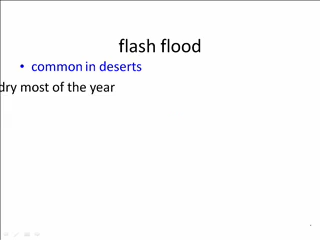 flash flood
• common in deserts
dry most of the year